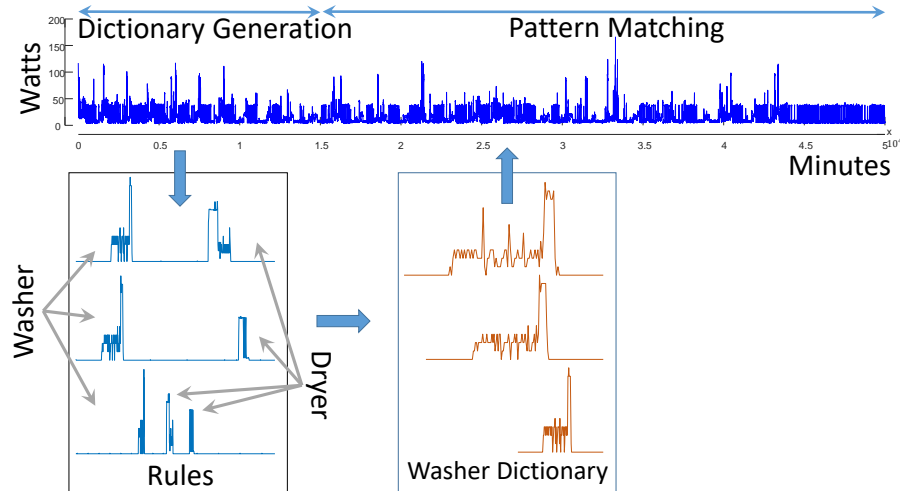 Dictionary Generation
Pattern Matching
Watts
200
150
100
50
0
0
0.5
1
1.5
2
2.5
3
3.5
4
4.5
5
x
Minutes
Washer
Dryer
Rules
Washer Dictionary